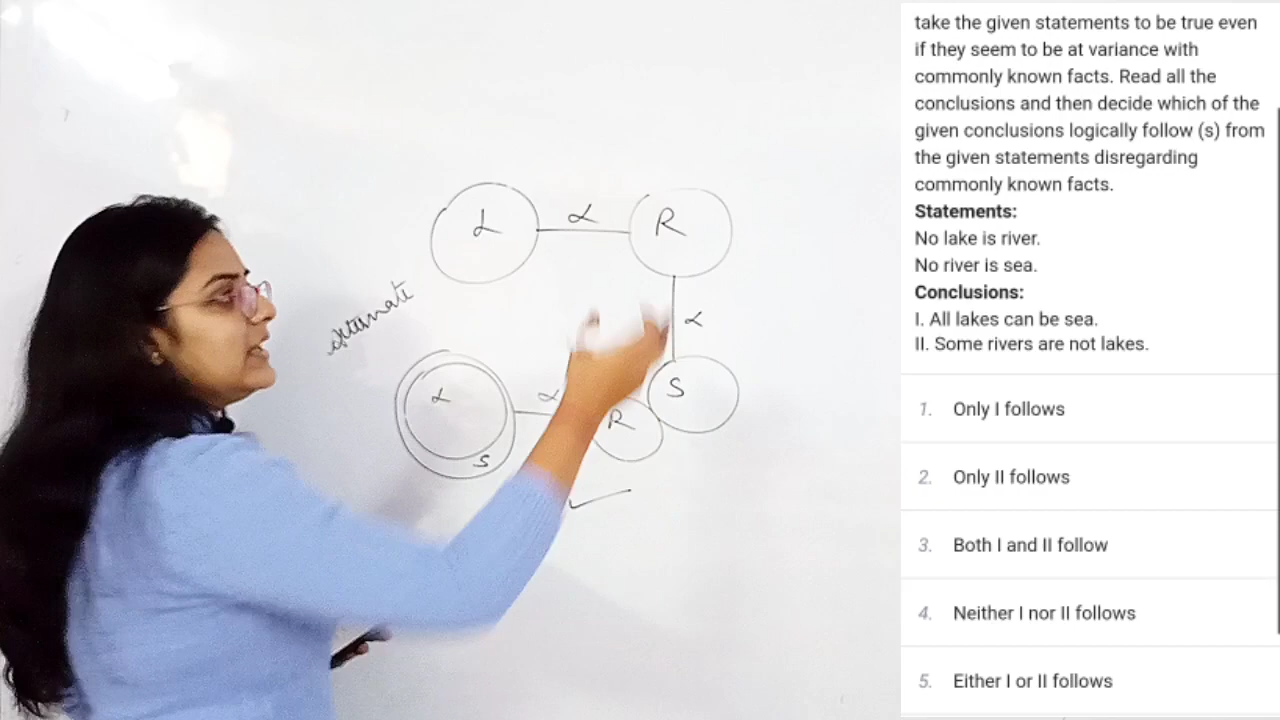 take the given statements to be true even
if they seem to be at variance with
commonly known facts. Read all the
conclusions and then decide which of the
given conclusions logically follow (s) from
the given statements disregarding
commonly known facts.
Statements:
No lake is river.
No river is sea.
Conclusions:
I. All lakes can be sea.
II. Some rivers are not lakes.
1. Only I follows
2. Only II follows
3. Both I and II follow
4. Neither I nor II follows
5. Either I or II follows
L R
alternate
S
L R
S